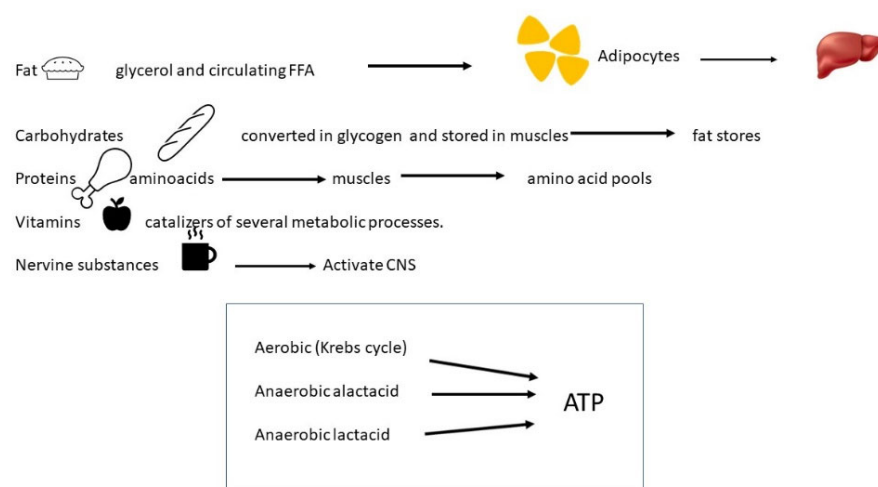 Fat glycerol and circulating FFA Adipocytes
Carbohydrates converted in glycogen and stored in muscles fat stores
Proteins aminoacids muscles amino acid pools
Vitamins catalizers of several metabolic processes.
Nervine substances Activate CNS
Aerobic (Krebs cycle)
Anaerobic alactacid ATP
Anaerobic lactacid